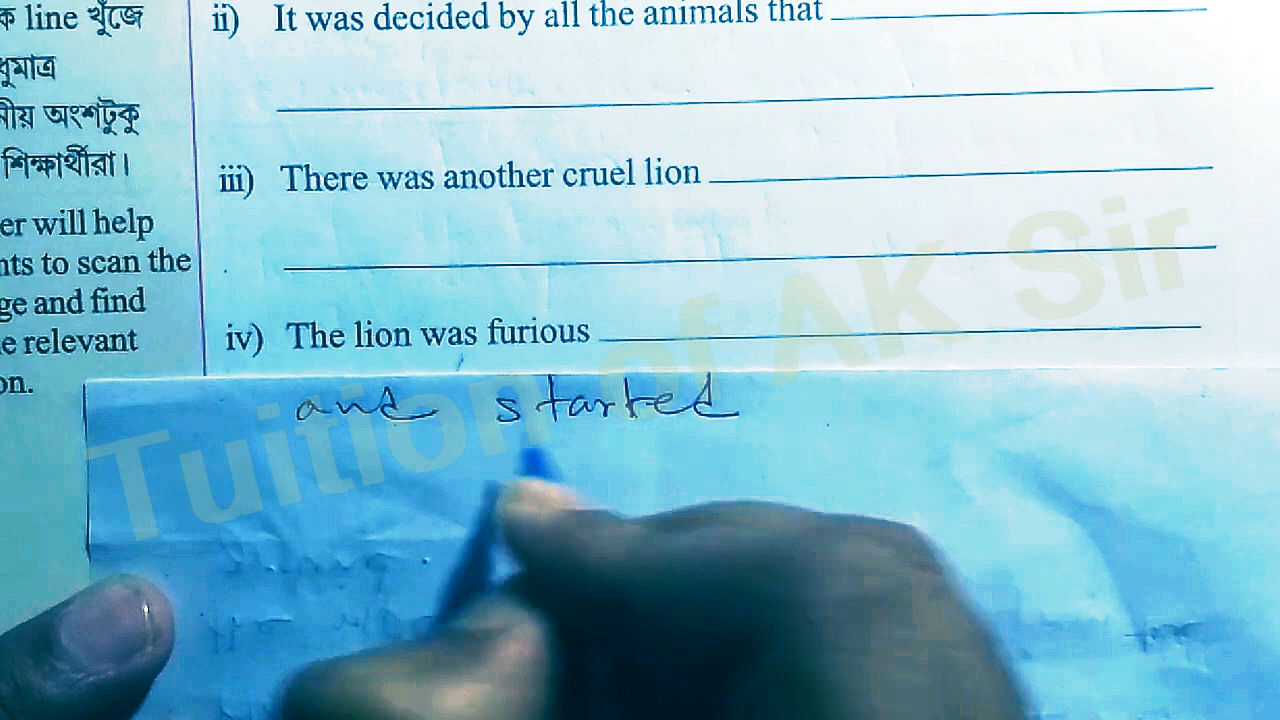 ক line খুঁজে
ধুমাত্র
নীয় অংশটুকু
শিক্ষার্থীরা।
er will help
nts to scan the
ge and find
e relevant
on.
ii) It was decided by all the animals that
iii) There was another cruel lion
iv) The lion was furious
and started
Tuition of AK Sir